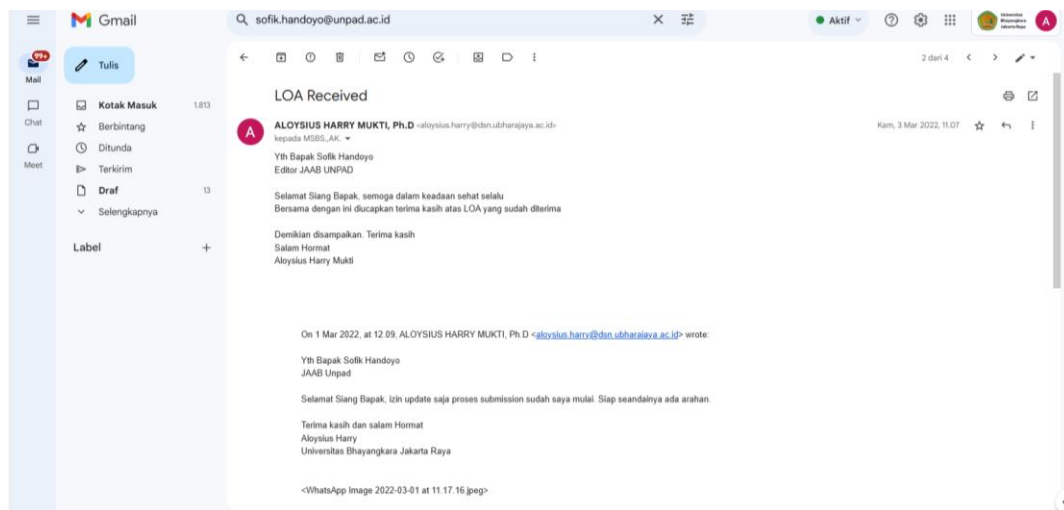 Gmail
sofik.handoyo@unpad.ac.id
Aktif
A
99+
Mail
Chat
Meet
Tulis
Kotak Masuk 1.813
Berbintang
Ditunda
Terkirim
Draf 13
Selengkapnya
Label
2 dari 4
LOA Received
A
ALOYSIUS HARRY MUKTI, Ph.D <aloysius.harry@dsn.ubharajaya.ac.id>
Kam, 3 Mar 2022, 11.07
kepada MSBS.,AK.
Yth Bapak Sofik Handoyo
Editor JAAB UNPAD
Selamat Siang Bapak, semoga dalam keadaan sehat selalu
Bersama dengan ini diucapkan terima kasih atas LOA yang sudah diterima
Demikian disampaikan. Terima kasih
Salam Hormat
Aloysius Harry Mukti
On 1 Mar 2022, at 12.09, ALOYSIUS HARRY MUKTI, Ph.D <aloysius.harry@dsn.ubharajaya.ac.id> wrote:
Yth Bapak Sofik Handoyo
JAAB Unpad
Selamat Siang Bapak, izin update saja proses submission sudah saya mulai. Siap seandainya ada arahan.
Terima kasih dan salam Hormat
Aloysius Harry
Universitas Bhayangkara Jakarta Raya
<WhatsApp Image 2022-03-01 at 11.17.16.jpeg>